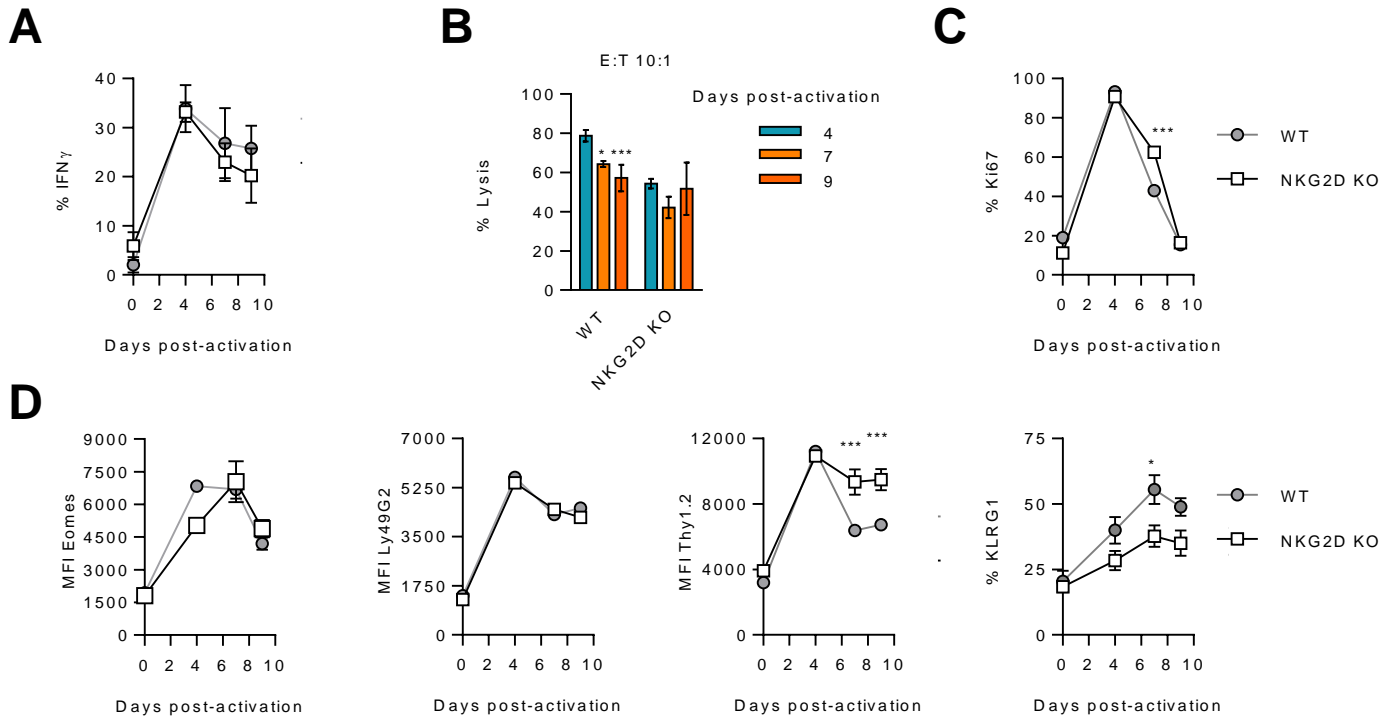 A
B
C
E:T 10:1
% IFNγ
40
30
20
10
0
0 2 4 6 8 10
Days post-activation
% Lysis
100
80
60
40
20
0
* ***
WT
NKG2D KO
Days post-activation
4
7
9
% Ki67
100
80
60
40
20
0
***
0 2 4 6 8 10
Days post-activation
WT
NKG2D KO
D
MFI Eomes
9000
7500
6000
4500
3000
1500
0
0 2 4 6 8 10
Days post-activation
MFI Ly49G2
7000
5250
3500
1750
0
0 2 4 6 8 10
Days post-activation
MFI Thy1.2
12000
8000
4000
0
*** ***
0 2 4 6 8 10
Days post-activation
% KLRG1
75
50
25
0
*
0 2 4 6 8 10
Days post-activation
WT
NKG2D KO